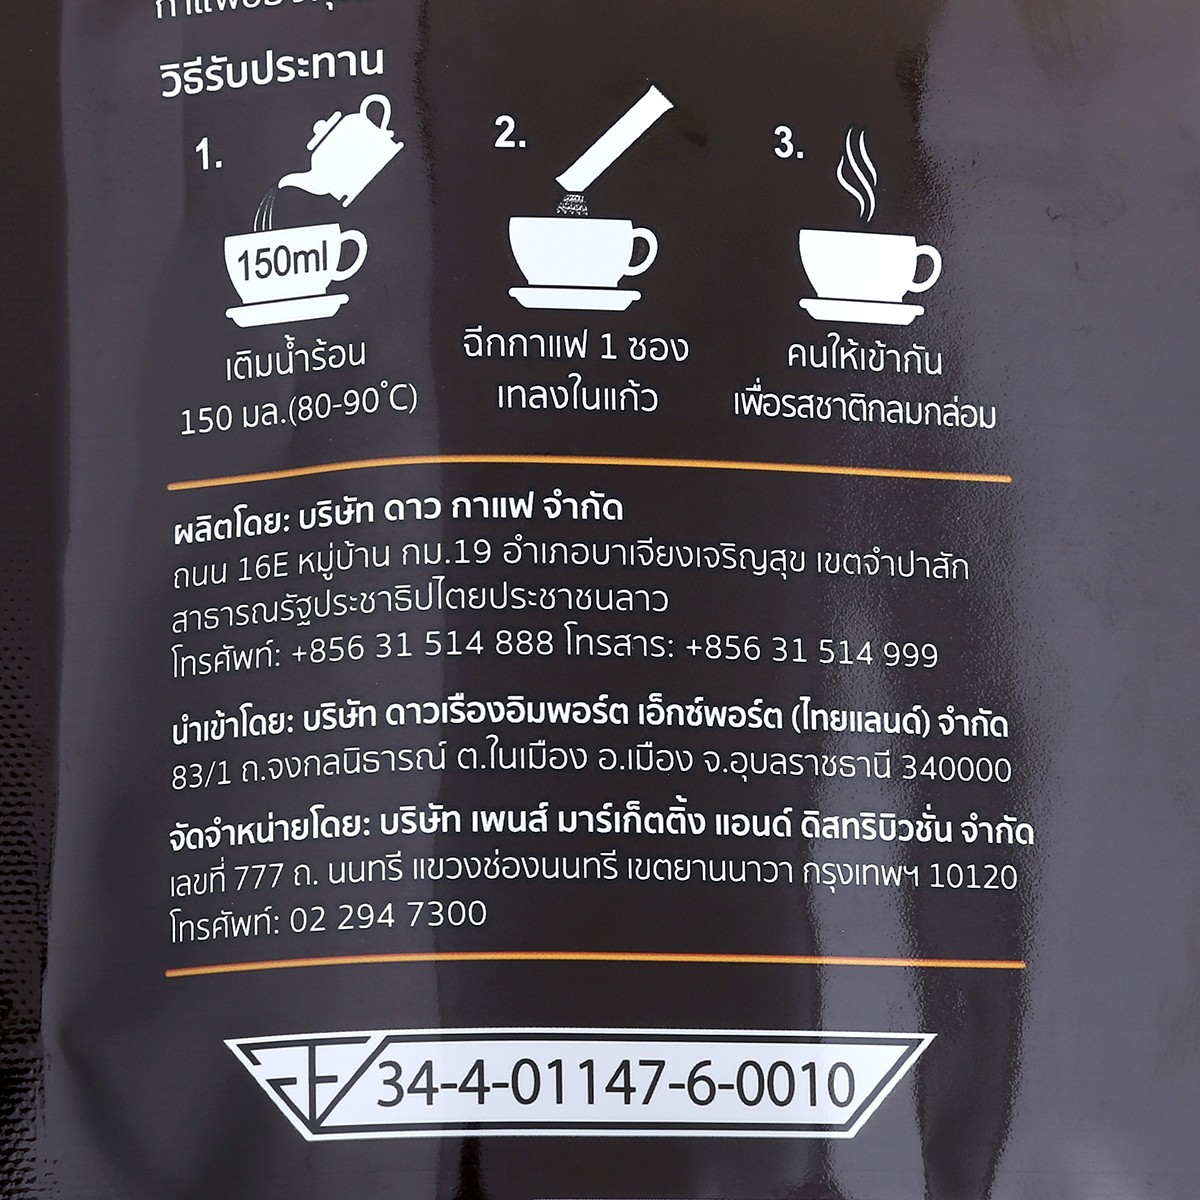 วิธีรับประทาน
1.
2.
3.
150ml
เติมน้ำร้อน
150 มล.(80-90°C)
ฉีกกาแฟ 1 ซอง
เทลงในแก้ว
คนให้เข้ากัน
เพื่อรสชาติกลมกล่อม
ผลิตโดย: บริษัท ดาว กาแฟ จำกัด
ถนน 16E หมู่บ้าน กม.19 อำเภอบาเจียงเจริญสุข เขตจำปาสัก
สาธารณรัฐประชาธิปไตยประชาชนลาว
โทรศัพท์: +856 31 514 888 โทรสาร: +856 31 514 999
นำเข้าโดย: บริษัท ดาวเรืองอิมพอร์ต เอ็กซ์พอร์ต (ไทยแลนด์) จำกัด
83/1 ถ.จงกลนิธารณ์ ต.ในเมือง อ.เมือง จ.อุบลราชธานี 340000
จัดจำหน่ายโดย: บริษัท เพนส์ มาร์เก็ตติ้ง แอนด์ ดิสทริบิวชั่น จำกัด
เลขที่ 777 ถ. นนทรี แขวงช่องนนทรี เขตยานนาวา กรุงเทพฯ 10120
โทรศัพท์: 02 294 7300
34-4-01147-6-0010